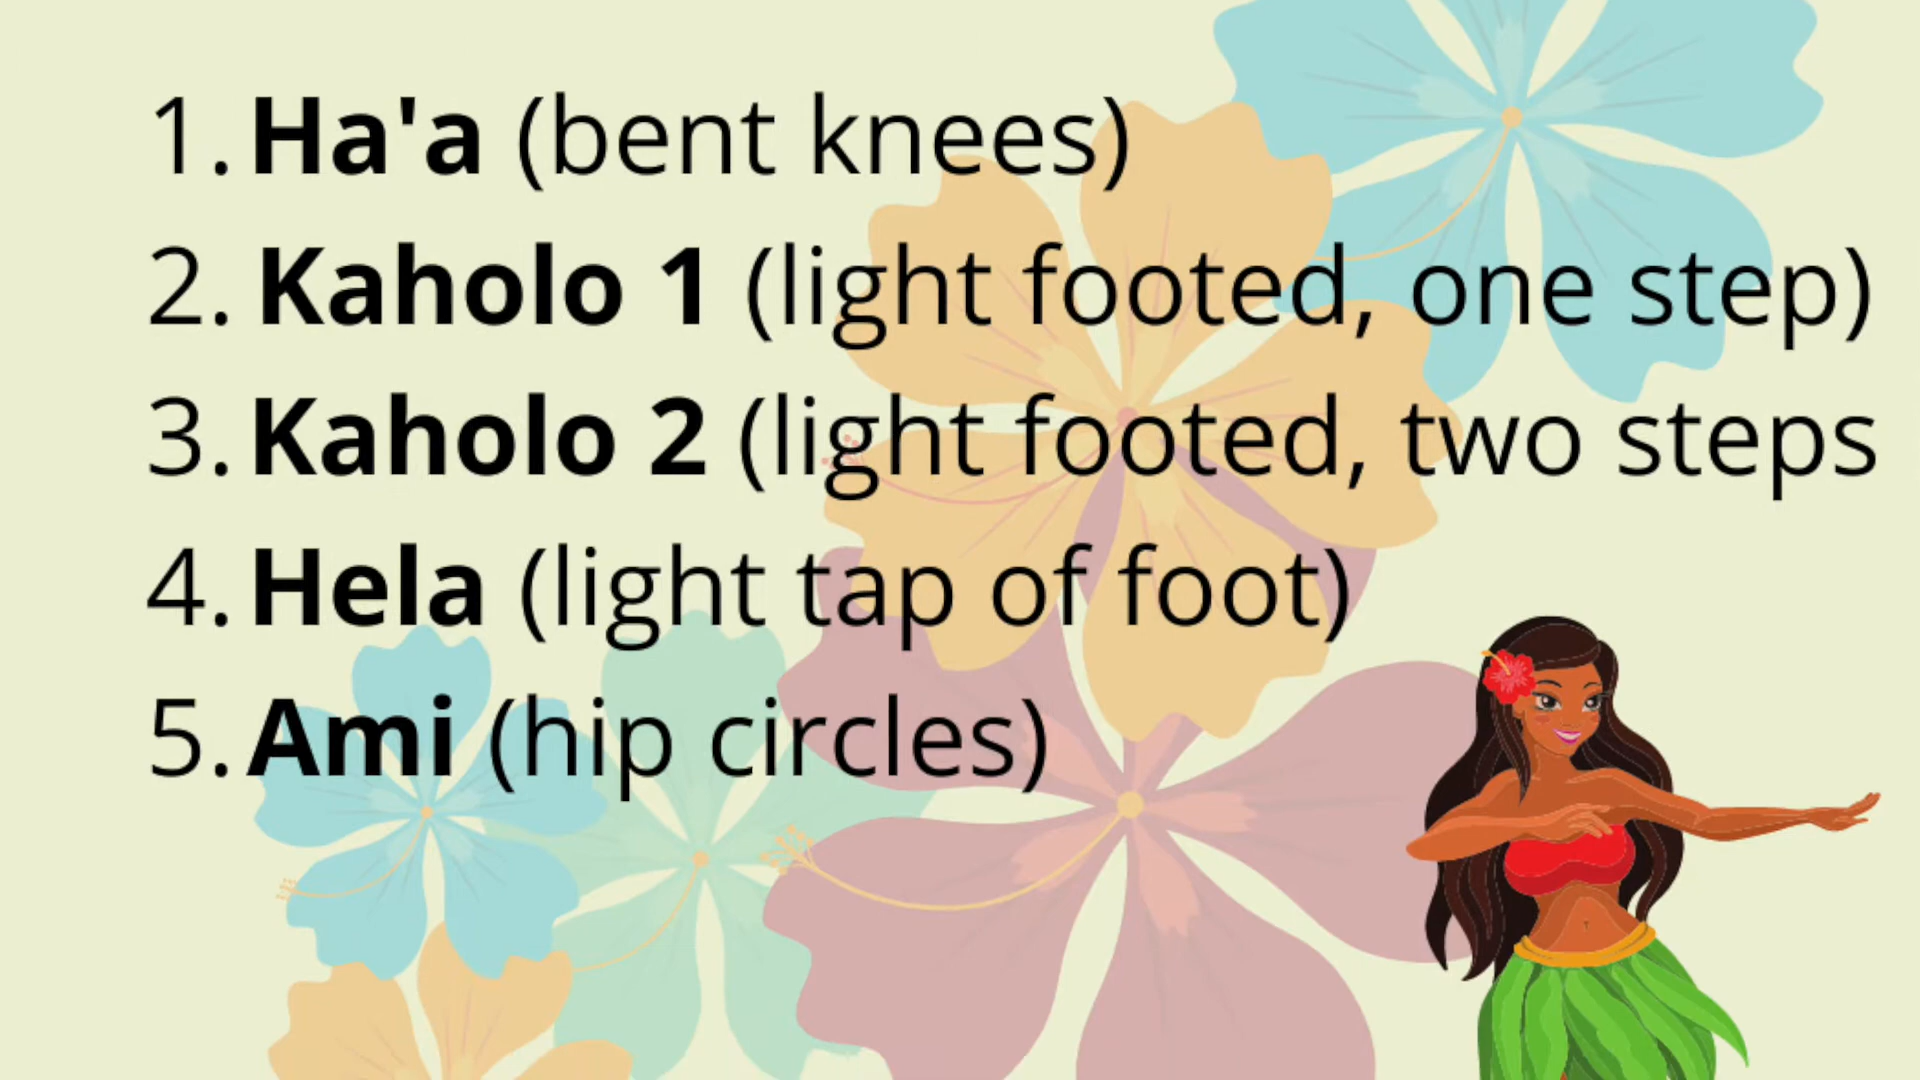 1. Ha'a (bent knees)
2. Kaholo 1 (light footed, one step)
3. Kaholo 2 (light footed, two steps
4. Hela (light tap of foot)
5. Ami (hip circles)